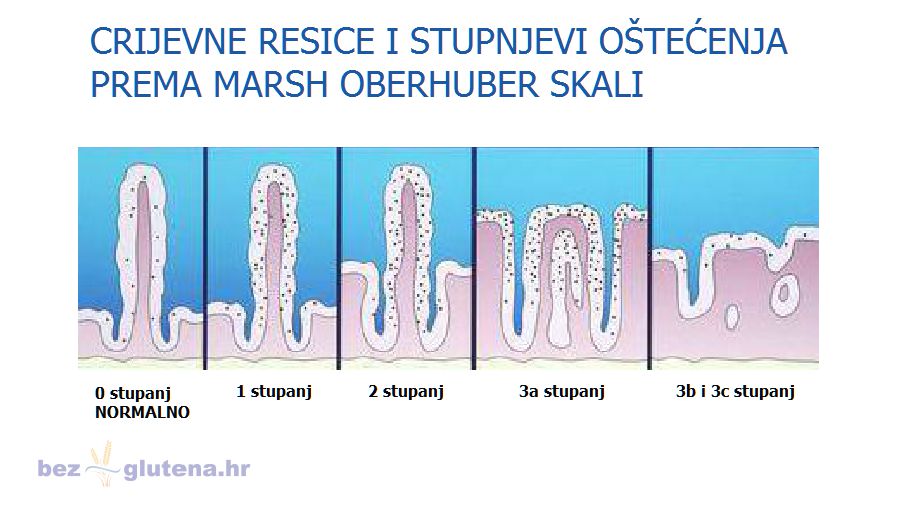 CRIJEVNE RESICE I STUPNJEVI OŠTEĆENJA
PREMA MARSH OBERHUBER SKALI
0 stupanj
NORMALNO
1 stupanj
2 stupanj
3a stupanj
3b i 3c stupanj
bez glutena.hr